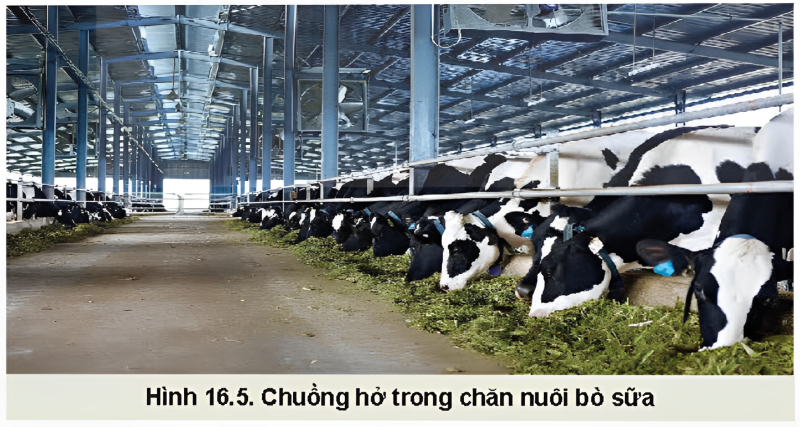 Hình 16.5. Chuồng hở trong chăn nuôi bò sữa